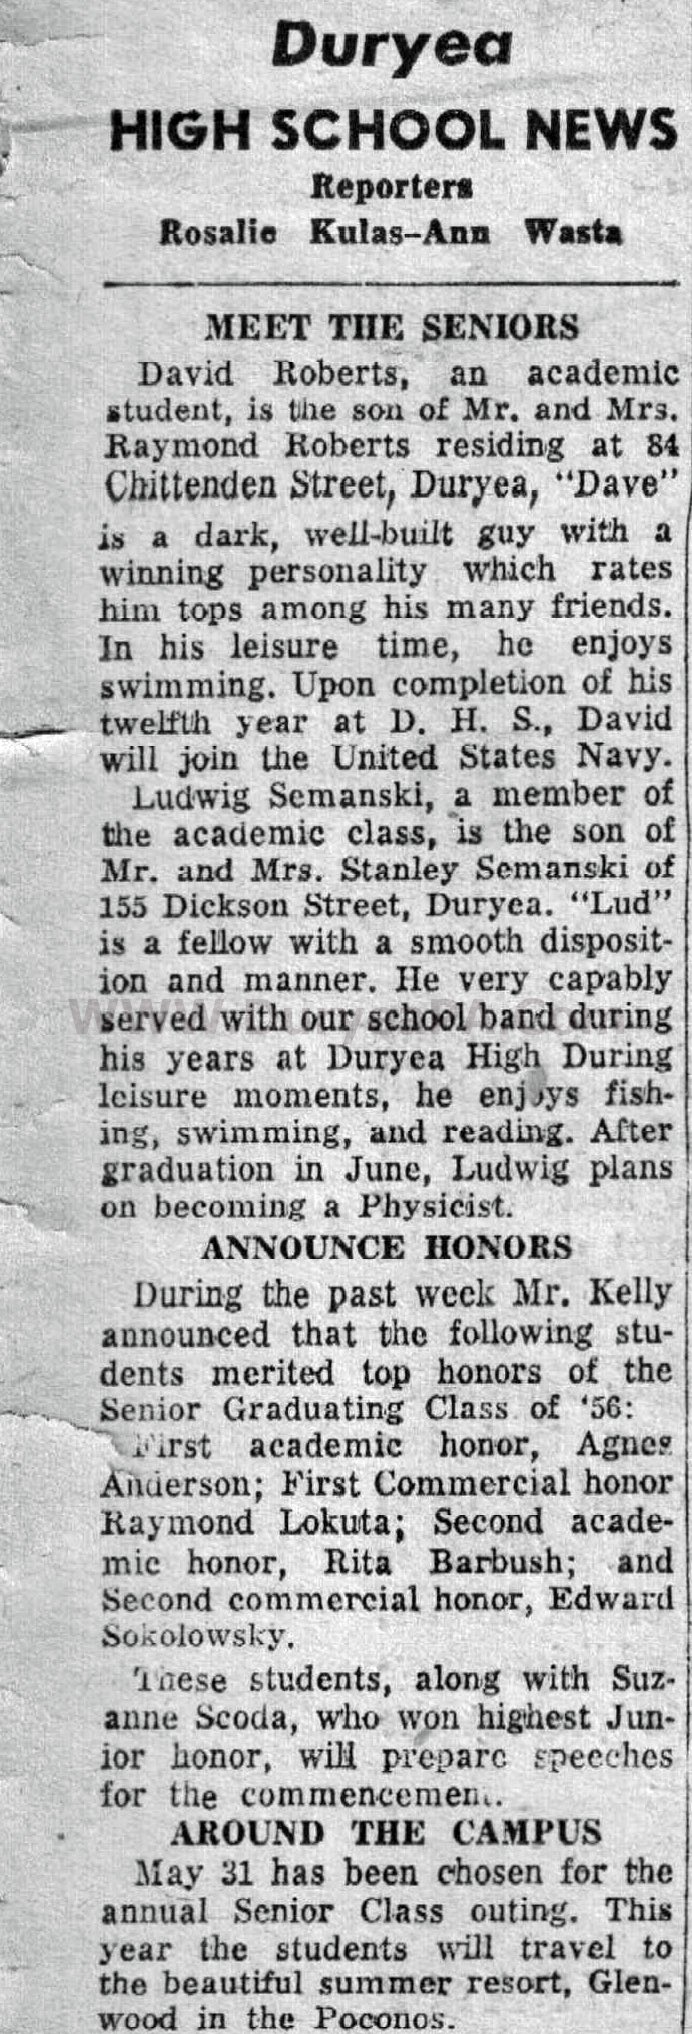 Duryea
HIGH SCHOOL NEWS
Reporters
Rosalie Kulas-Ann Wasta
MEET THE SENIORS
David Roberts, an academic
student, is the son of Mr. and Mrs.
Raymond Roberts residing at 84
Chittenden Street, Duryea, "Dave"
is a dark, well-built guy with a
winning personality which rates
him tops among his many friends.
In his leisure time, he enjoys
swimming. Upon completion of his
twelfth year at D. H. S., David
will join the United States Navy.
Ludwig Semanski, a member of
the academic class, is the son of
Mr. and Mrs. Stanley Semanski of
155 Dickson Street, Duryea. "Lud"
is a fellow with a smooth disposit-
ion and manner. He very capably
served with our school band during
his years at Duryea High During
leisure moments, he enjoys fish-
ing, swimming, and reading. After
graduation in June, Ludwig plans
on becoming a Physicist.
ANNOUNCE HONORS
During the past week Mr. Kelly
announced that the following stu-
dents merited top honors of the
Senior Graduating Class of '56:
First academic honor, Agnes
Anderson; First Commercial honor
Raymond Lokuta; Second acade-
mic honor, Rita Barbush; and
Second commercial honor, Edward
Sokolowsky.
These students, along with Suz-
anne Scoda, who won highest Jun-
ior honor, will prepare speeches
for the commencement.
AROUND THE CAMPUS
May 31 has been chosen for the
annual Senior Class outing. This
year the students will travel to
the beautiful summer resort, Glen-
wood in the Poconos.